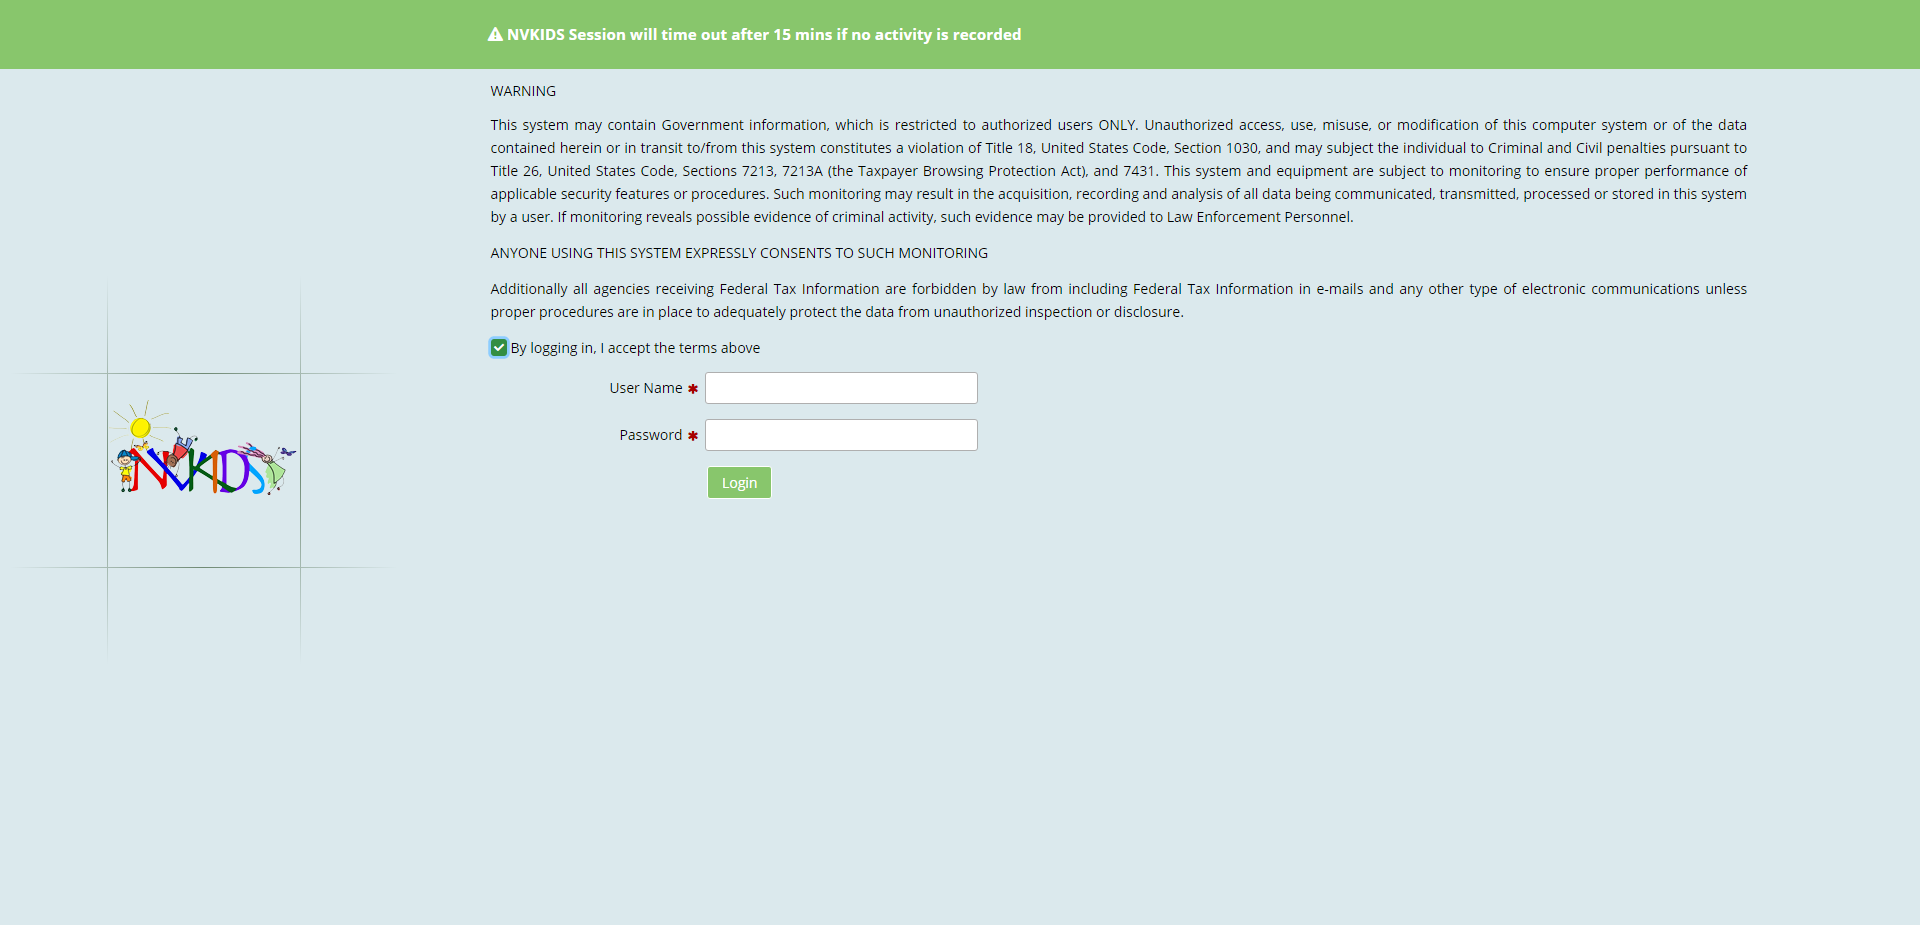 NVKIDS Session will time out after 15 mins if no activity is recorded
WARNING
This system may contain Government information, which is restricted to authorized users ONLY. Unauthorized access, use, misuse, or modification of this computer system or of the data
contained herein or in transit to/from this system constitutes a violation of Title 18, United States Code, Section 1030, and may subject the individual to Criminal and Civil penalties pursuant to
Title 26, United States Code, Sections 7213, 7213A (the Taxpayer Browsing Protection Act), and 7431. This system and equipment are subject to monitoring to ensure proper performance of
applicable security features or procedures. Such monitoring may result in the acquisition, recording and analysis of all data being communicated, transmitted, processed or stored in this system
by a user. If monitoring reveals possible evidence of criminal activity, such evidence may be provided to Law Enforcement Personnel.
ANYONE USING THIS SYSTEM EXPRESSLY CONSENTS TO SUCH MONITORING
Additionally all agencies receiving Federal Tax Information are forbidden by law from including Federal Tax Information in e-mails and any other type of electronic communications unless
proper procedures are in place to adequately protect the data from unauthorized inspection or disclosure.
By logging in, I accept the terms above
User Name ✱
Password ✱
Login
NVKIDS